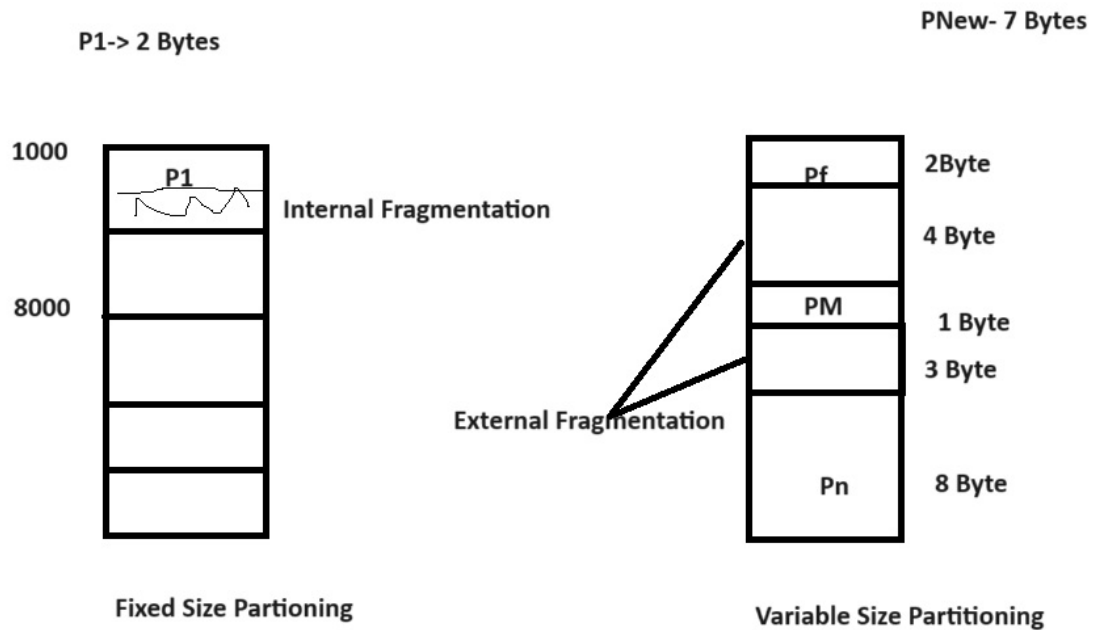 PNew- 7 Bytes
P1-> 2 Bytes
1000
P1
Internal Fragmentation
8000
Pf
2Byte
4 Byte
PM
1 Byte
3 Byte
External Fragmentation
Pn
8 Byte
Fixed Size Partioning
Variable Size Partitioning